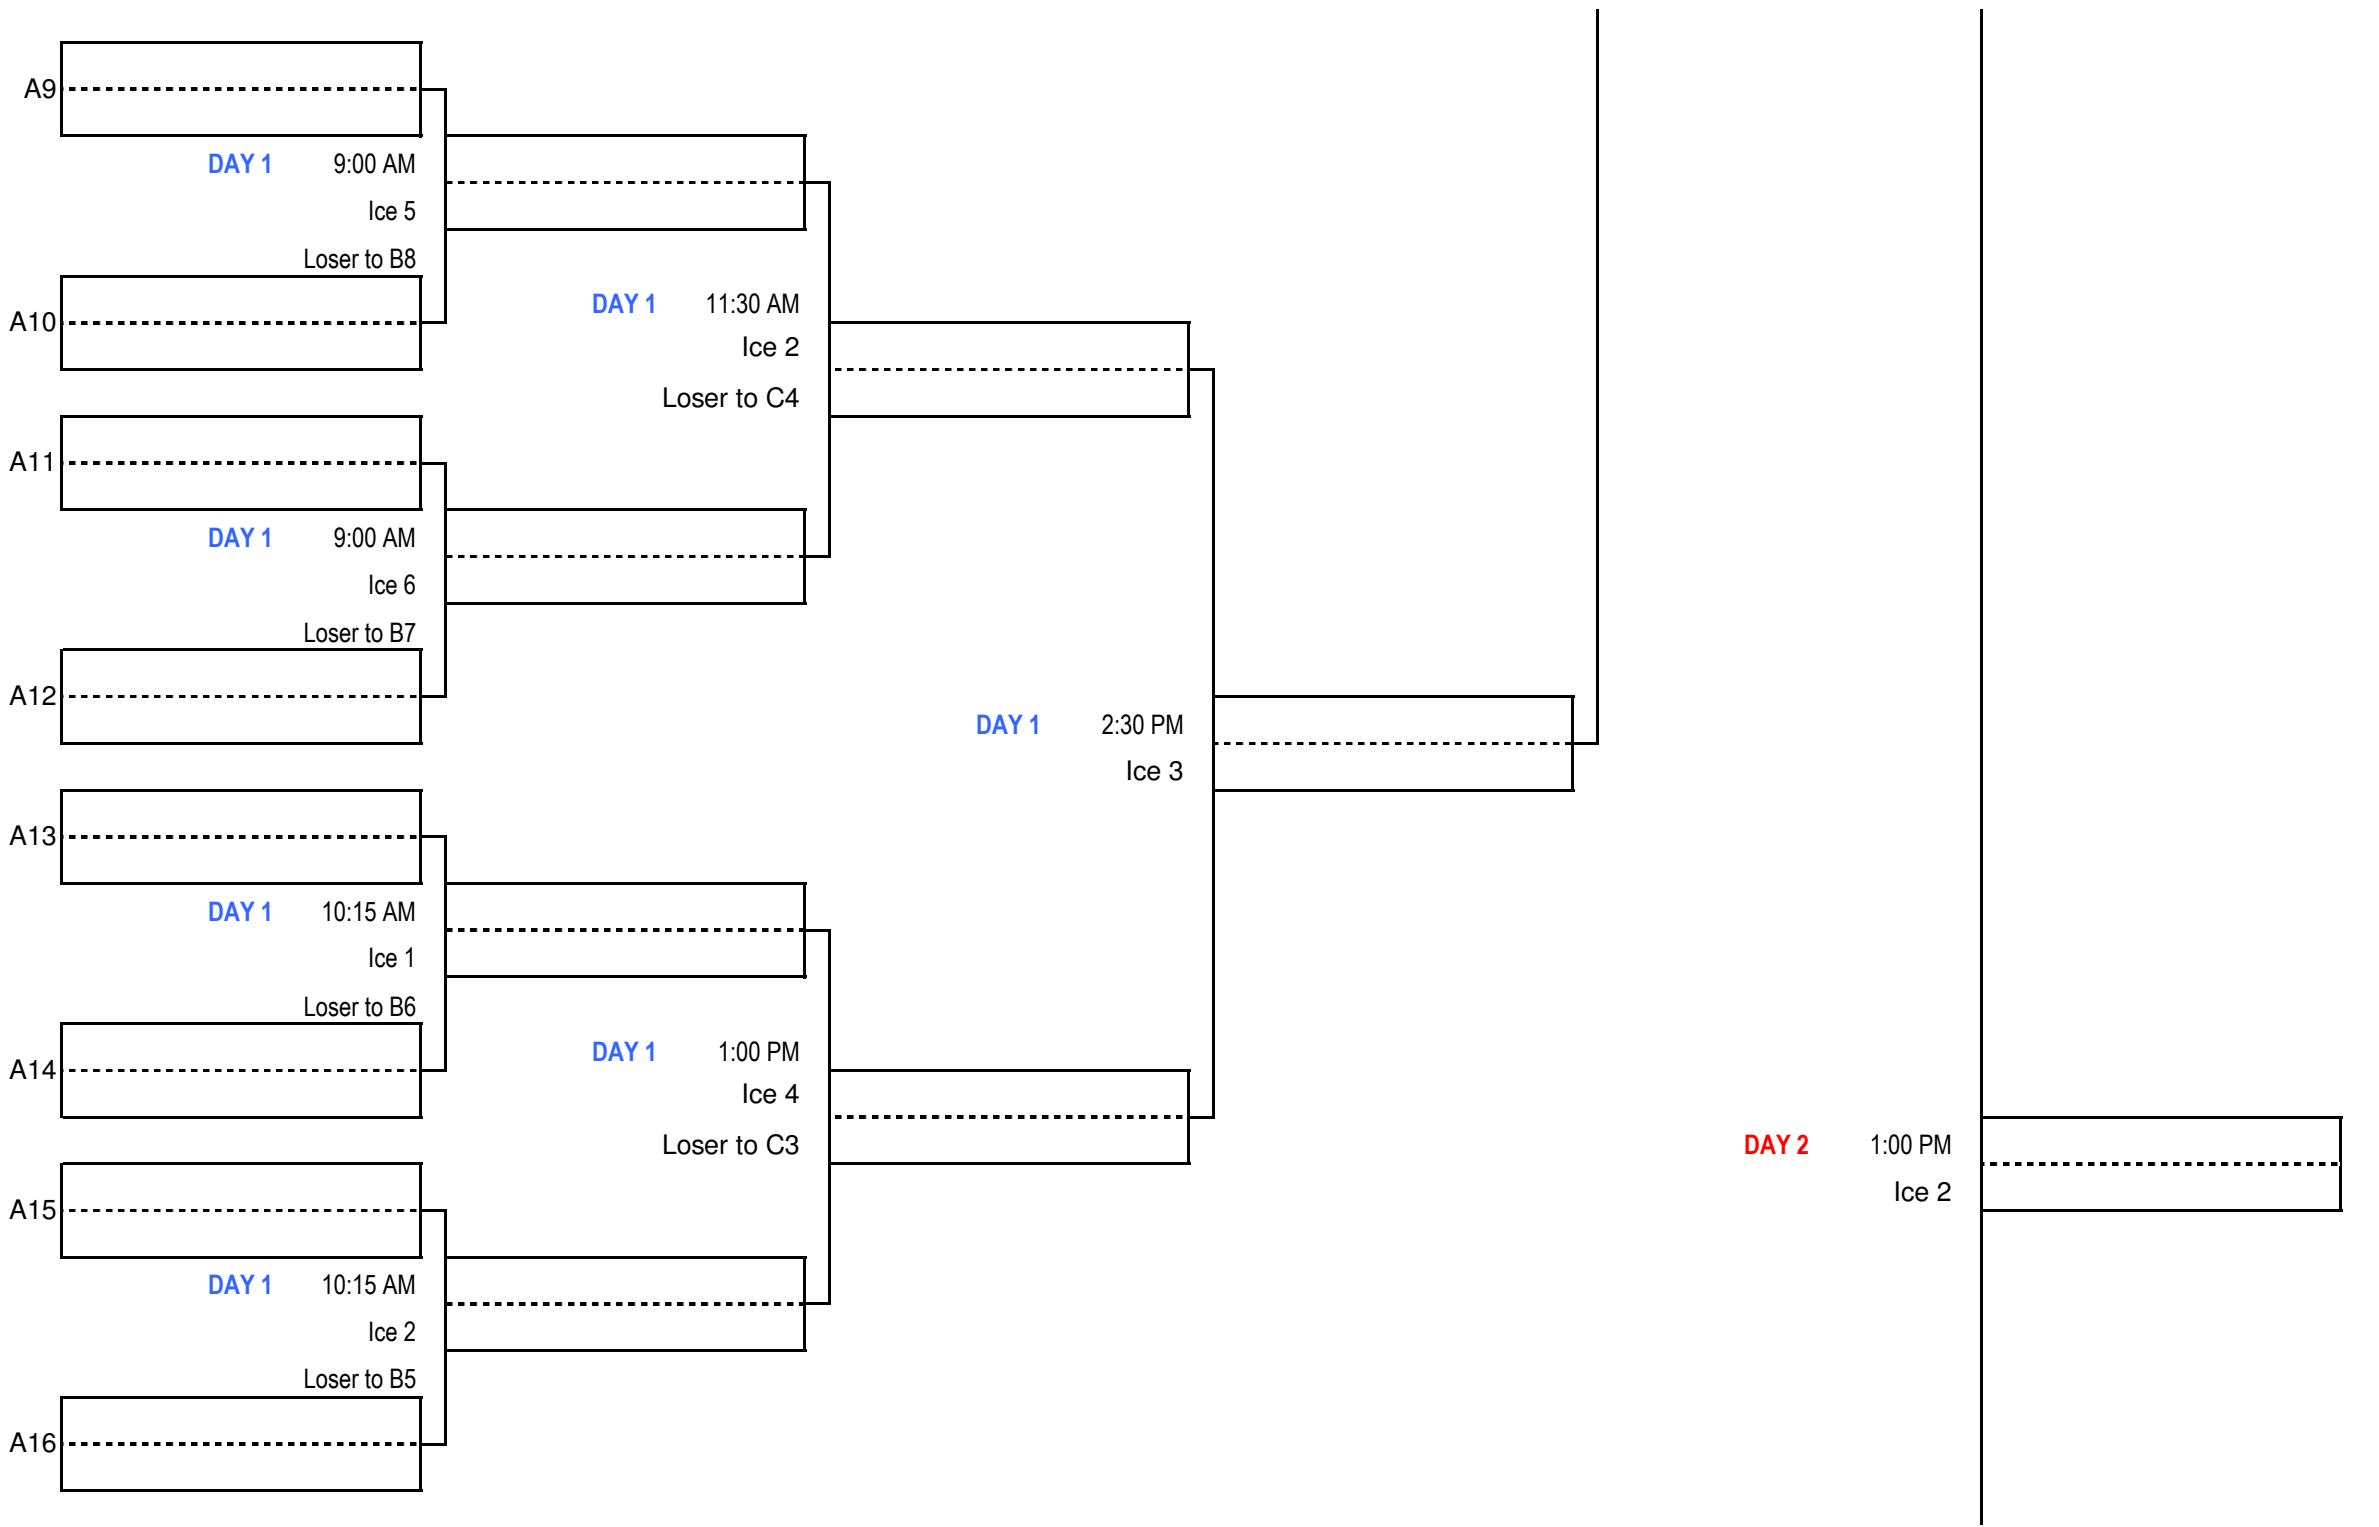 A9
DAY 1 9:00 AM
Ice 5
Loser to B8
A10
DAY 1 11:30 AM
Ice 2
Loser to C4
A11
DAY 1 9:00 AM
Ice 6
Loser to B7
A12
DAY 1 2:30 PM
Ice 3
A13
DAY 1 10:15 AM
Ice 1
Loser to B6
A14
DAY 1 1:00 PM
Ice 4
Loser to C3
DAY 2 1:00 PM
Ice 2
A15
DAY 1 10:15 AM
Ice 2
Loser to B5
A16